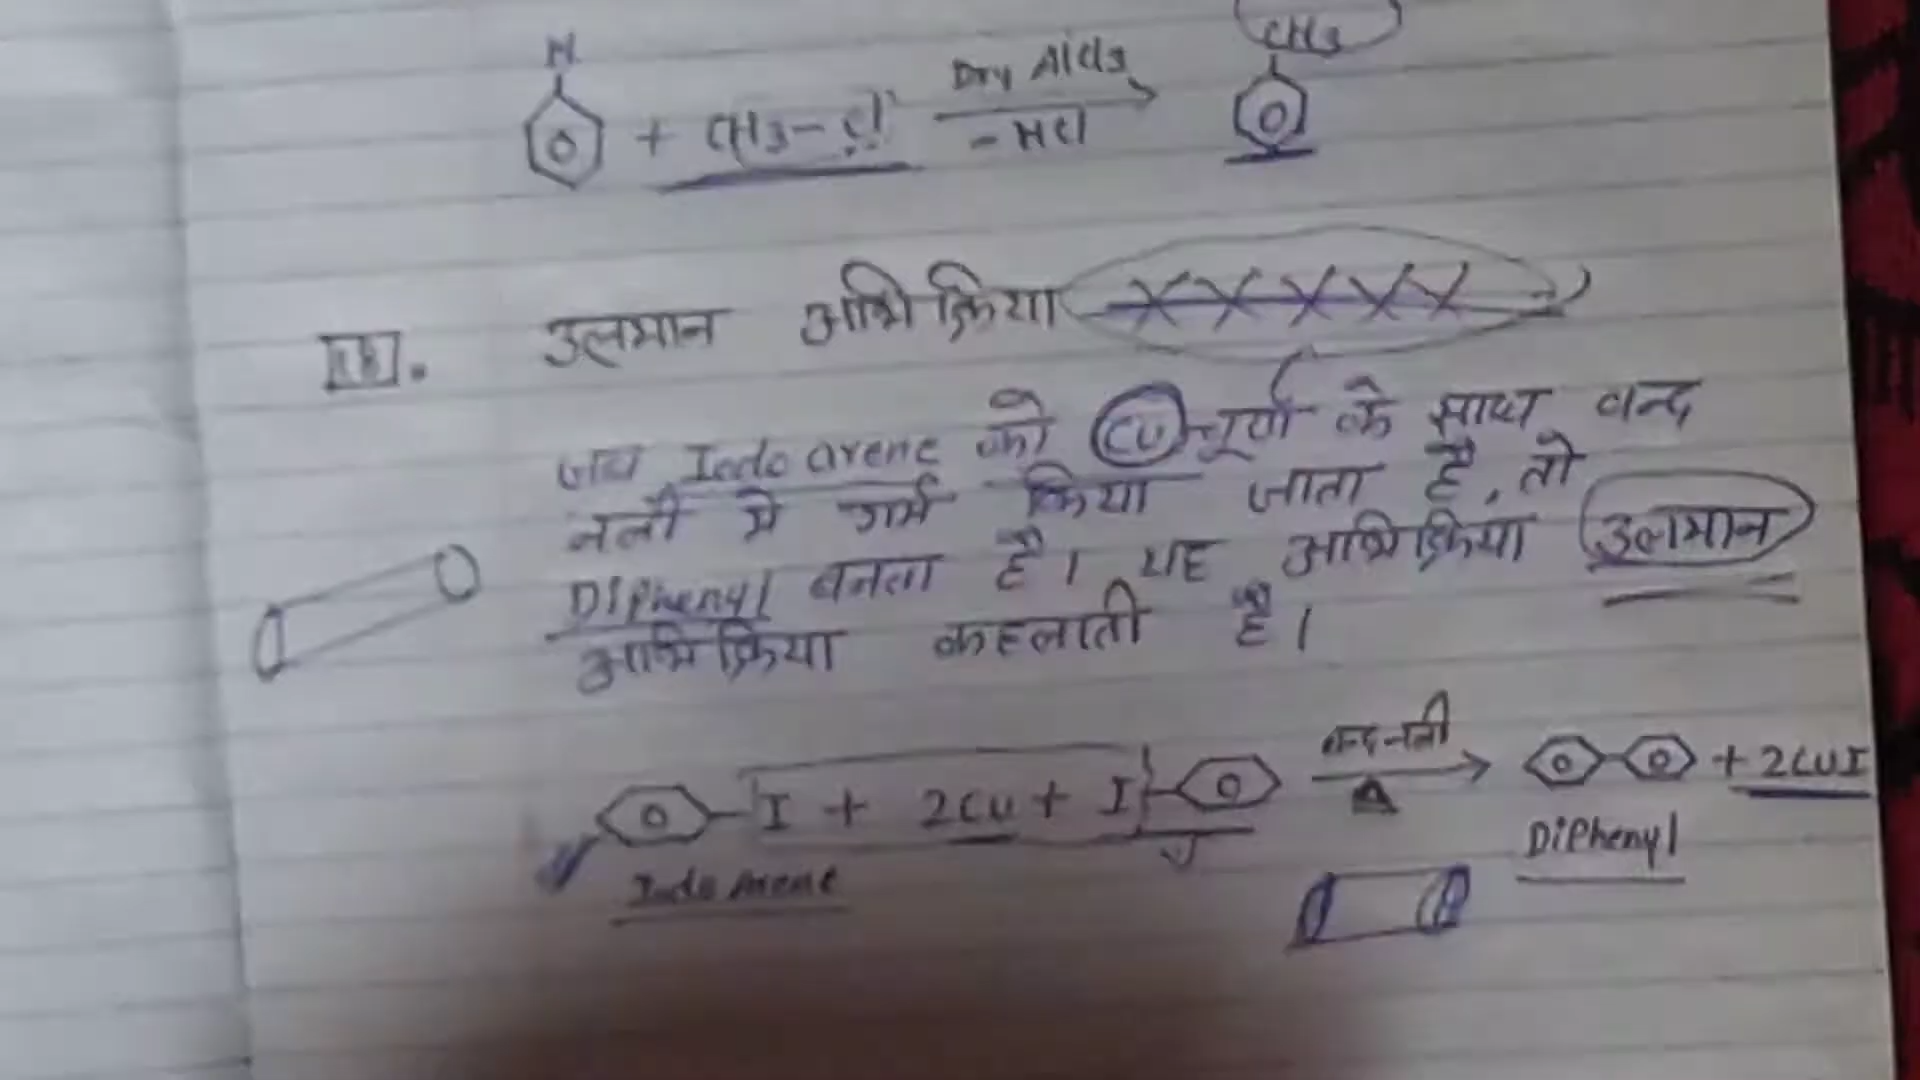 H
CH3
+ CH3-Cl Dry AlCl3 -HCl
उलमान अभिक्रिया XXXXX
जब Iodo arene को Cu चूर्ण के साथ बन्द
नली मे गर्म किया जाता है, तो
Diphenyl बनता है। यह अभिक्रिया उलमान
अभिक्रिया कहलाती है।
I + 2Cu + I बन्द नली Δ + 2CuI
Iodo Arene
Diphenyl